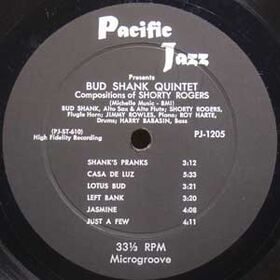 Pacific
Jazz
Presents
BUD SHANK QUINTET
Compositions of SHORTY ROGERS
(Michelle Music - BMI)
BUD SHANK, Alto Sax & Alto Flute; SHORTY ROGERS,
Flugle Horn; JIMMY ROWLES, Piano; ROY HARTE,
Drums; HARRY BABASIN, Bass
(PJ-ST-610)
High Fidelity Recording
PJ-1205
SHANK'S PRANKS 3:12
CASA DE LUZ 5:33
LOTUS BUD 5:21
LEFT BANK 3:20
JASMINE 4:08
JUST A FEW 4:11
33⅓ RPM
Microgroove